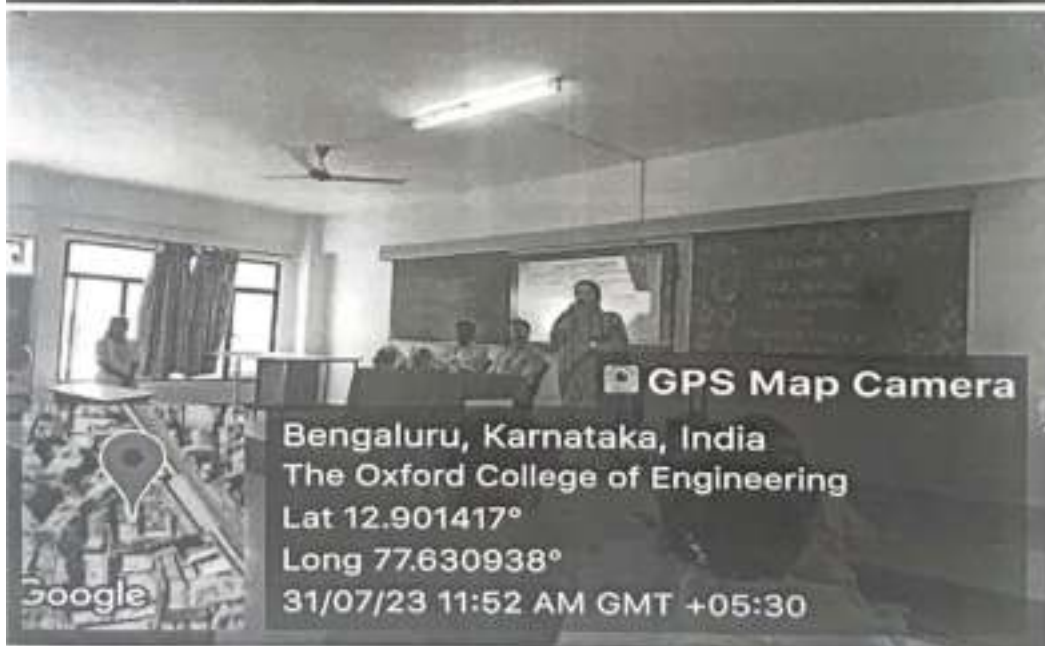 GPS Map Camera
Bengaluru, Karnataka, India
The Oxford College of Engineering
Lat 12.901417°
Long 77.630938°
31/07/23 11:52 AM GMT +05:30
Google